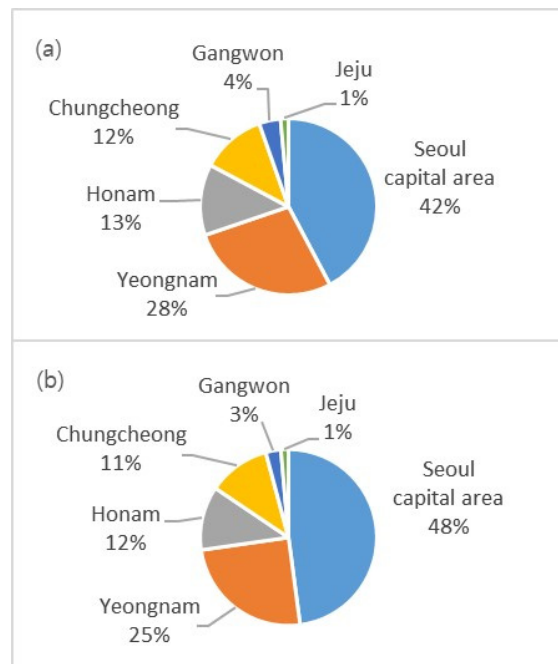 (a)
Gangwon
4%
Jeju
1%
Chungcheong
12%
Seoul
capital area
42%
Honam
13%
Yeongnam
28%
(b)
Gangwon
3%
Jeju
1%
Chungcheong
11%
Seoul
capital area
48%
Honam
12%
Yeongnam
25%